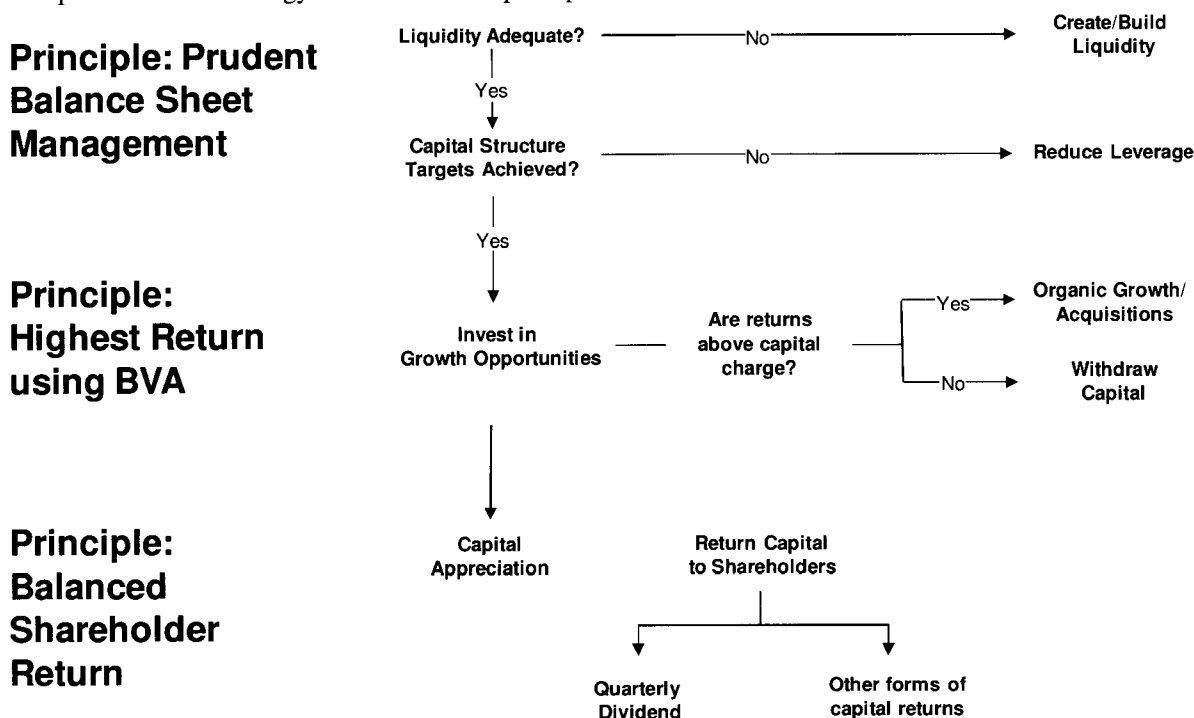 Principle: Prudent
Balance Sheet
Management
Liquidity Adequate?
No
Create/Build
Liquidity
Yes
Capital Structure
Targets Achieved?
No
Reduce Leverage
Yes
Principle:
Highest Return
using BVA
Invest in
Growth Opportunities
Are returns
above capital
charge?
Yes
Organic Growth/
Acquisitions
No
Withdraw
Capital
Principle:
Balanced
Shareholder
Return
Capital
Appreciation
Return Capital
to Shareholders
Quarterly
Dividend
Other forms of
capital returns